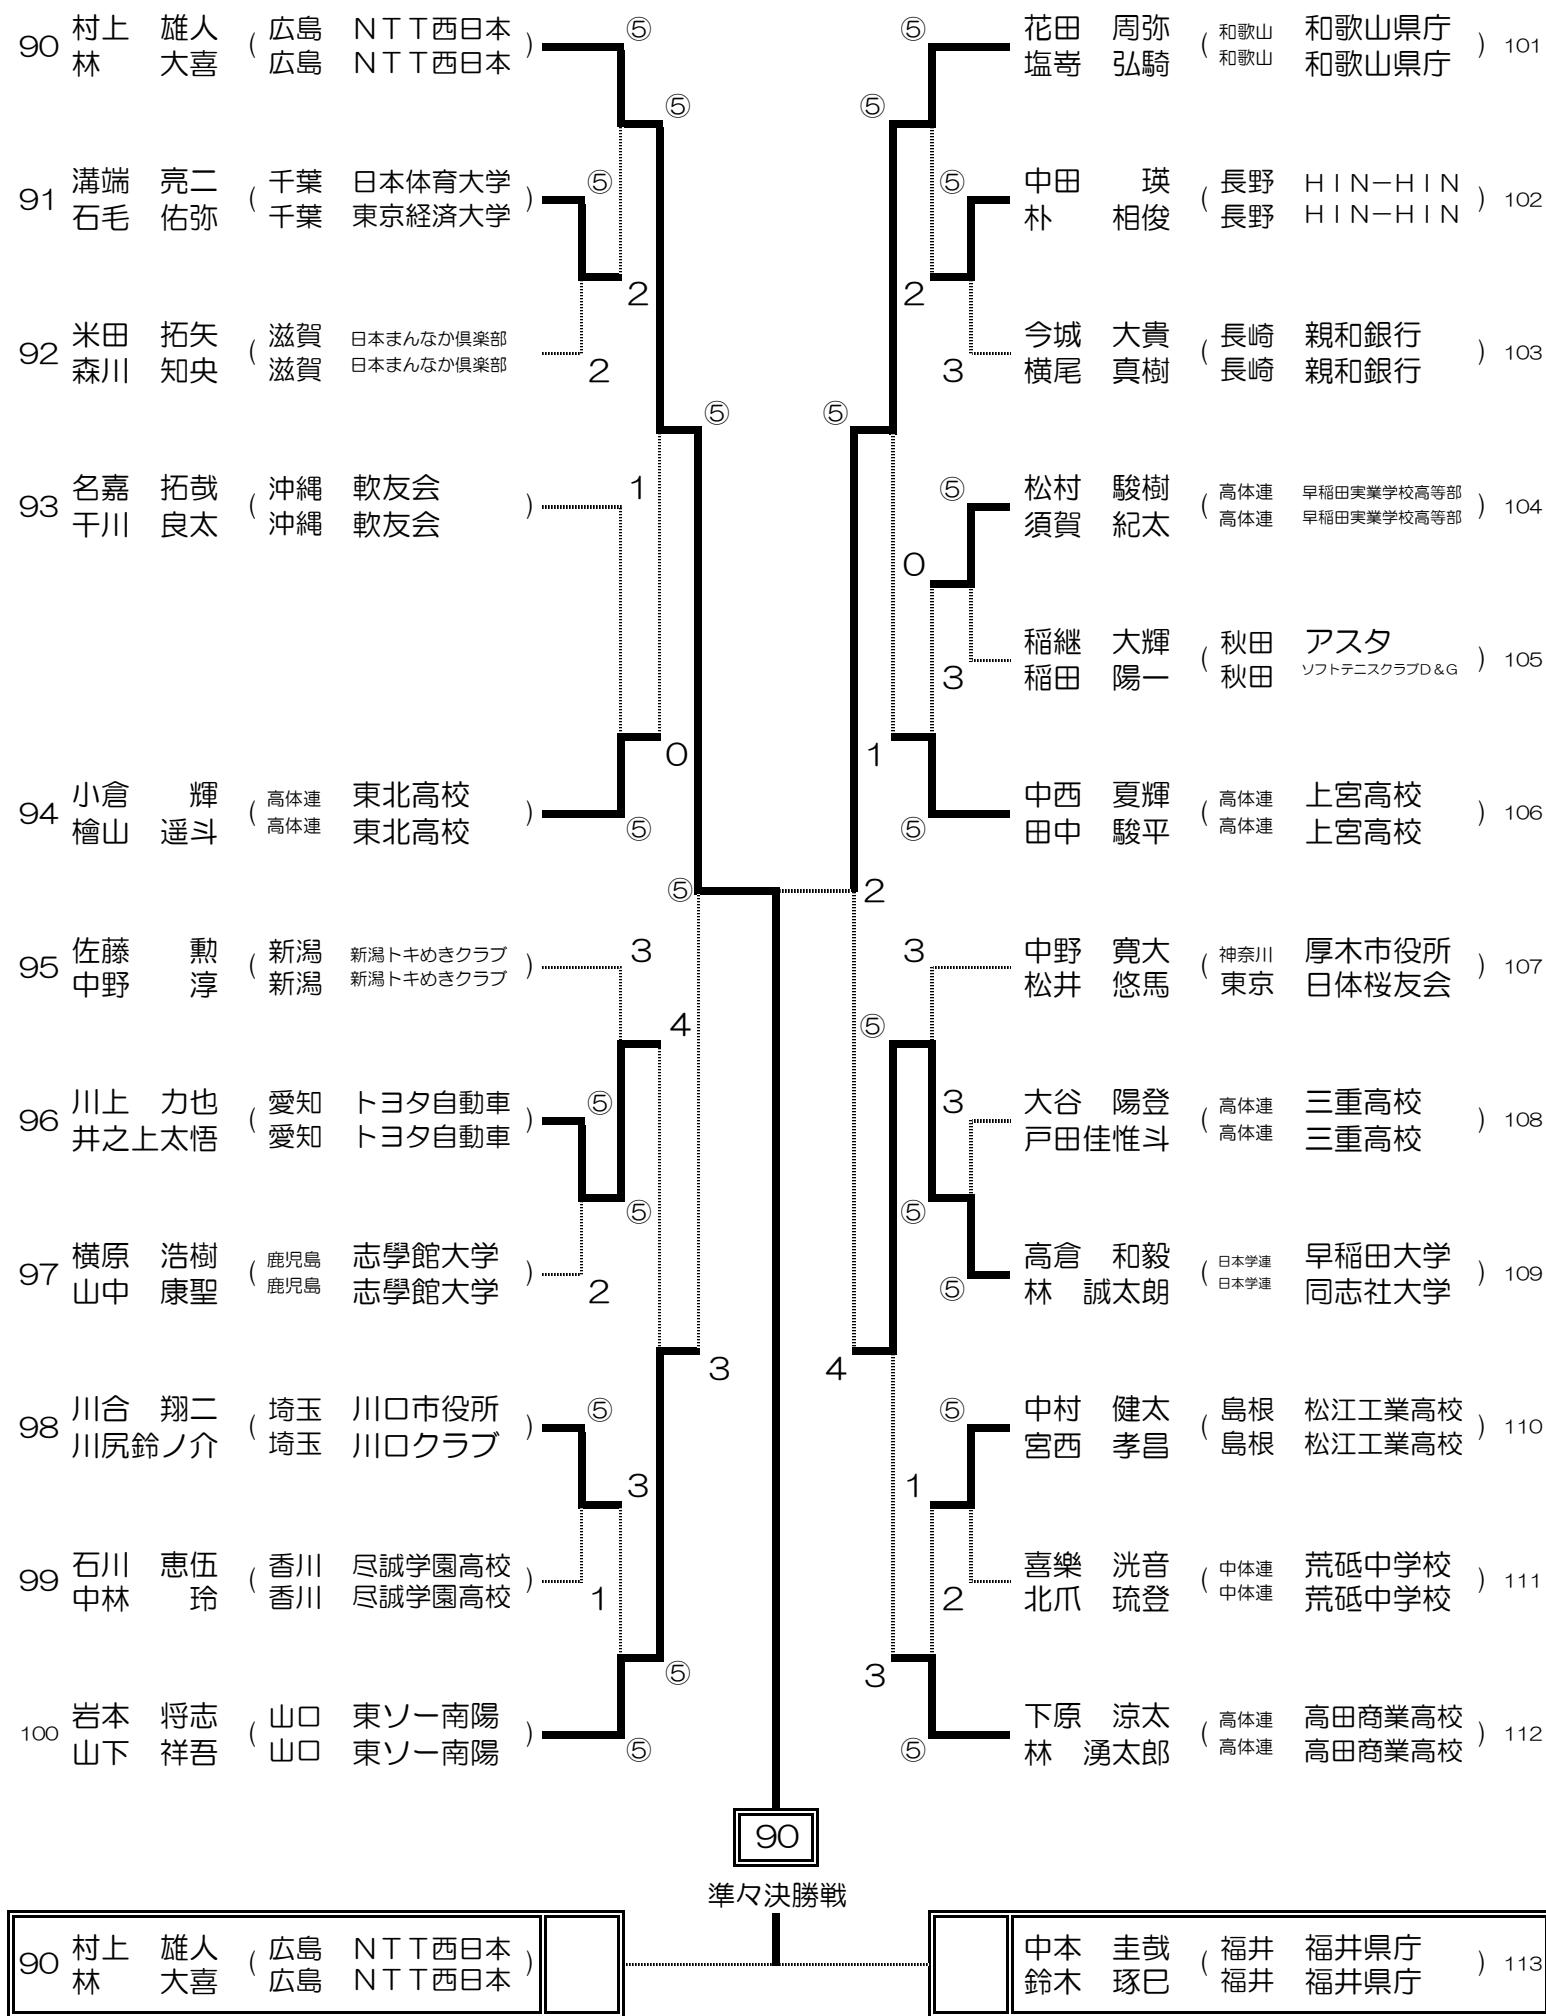 90 村上 雄人 ( 広島 NTT西日本 )
林 大喜 広島 NTT西日本
⑤
⑤
91 溝端 亮二 ( 千葉 日本体育大学 )
石毛 佑弥 千葉 東京経済大学
⑤
2
92 米田 拓矢 ( 滋賀 日本まんなか倶楽部
森川 知央 滋賀 日本まんなか倶楽部
2
⑤
93 名嘉 拓哉 ( 沖縄 軟友会 )
干川 良太 沖縄 軟友会
1
0
94 小倉 輝 ( 高体連 東北高校 )
檜山 遥斗 高体連 東北高校
⑤
⑤
95 佐藤 勲 ( 新潟 新潟トキめきクラブ )
中野 淳 新潟 新潟トキめきクラブ
3
4
96 川上 力也 ( 愛知 トヨタ自動車 )
井之上太悟 愛知 トヨタ自動車
⑤
⑤
97 横原 浩樹 ( 鹿児島 志學館大学 )
山中 康聖 鹿児島 志學館大学
2
3
98 川合 翔二 ( 埼玉 川口市役所 )
川尻鈴ノ介 埼玉 川口クラブ
⑤
3
99 石川 恵伍 ( 香川 尽誠学園高校 )
中林 玲 香川 尽誠学園高校
1
⑤
100 岩本 将志 ( 山口 東ソー南陽 )
山下 祥吾 山口 東ソー南陽
⑤
⑤
花田 周弥 ( 和歌山 和歌山県庁 ) 101
塩嵜 弘騎 和歌山 和歌山県庁
⑤
⑤
中田 瑛 ( 長野 HIN-HIN ) 102
朴 相俊 長野 HIN-HIN
2
今城 大貴 ( 長崎 親和銀行 ) 103
横尾 真樹 長崎 親和銀行
3
⑤
⑤
松村 駿樹 ( 高体連 早稲田実業学校高等部 ) 104
須賀 紀太 高体連 早稲田実業学校高等部
0
稲継 大輝 ( 秋田 アスタ ) 105
稲田 陽一 秋田 ソフトテニスクラブD&G
3
1
中西 夏輝 ( 高体連 上宮高校 ) 106
田中 駿平 高体連 上宮高校
⑤
2
3
中野 寛大 ( 神奈川 厚木市役所 ) 107
松井 悠馬 東京 日体桜友会
⑤
3
大谷 陽登 ( 高体連 三重高校 ) 108
戸田佳惟斗 高体連 三重高校
⑤
高倉 和毅 ( 日本学連 早稲田大学 ) 109
林 誠太朗 日本学連 同志社大学
⑤
4
⑤
中村 健太 ( 島根 松江工業高校 ) 110
宮西 孝昌 島根 松江工業高校
1
喜樂 洸音 ( 中体連 荒砥中学校 ) 111
北爪 琉登 中体連 荒砥中学校
2
3
下原 涼太 ( 高体連 高田商業高校 ) 112
林 湧太郎 高体連 高田商業高校
⑤
90
準々決勝戦
90 村上 雄人 ( 広島 NTT西日本 )
林 大喜 広島 NTT西日本
中本 圭哉 ( 福井 福井県庁 ) 113
鈴木 琢巳 福井 福井県庁